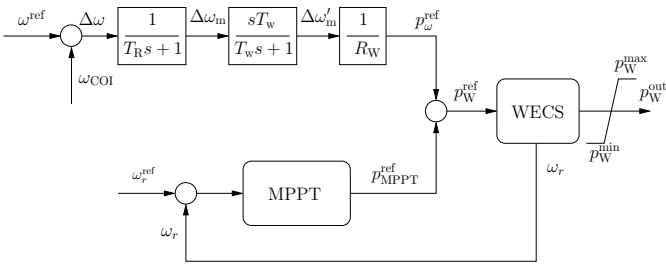 ω^ref
Δω
1
T_R s + 1
Δω_m
sT_w
T_w s + 1
Δω′_m
1
R_W
p_ω^ref
ω_COI
p_W^ref
WECS
p_W^max
p_W^out
p_W^min
ω_r^ref
MPPT
p_MPPT^ref
ω_r
ω_r